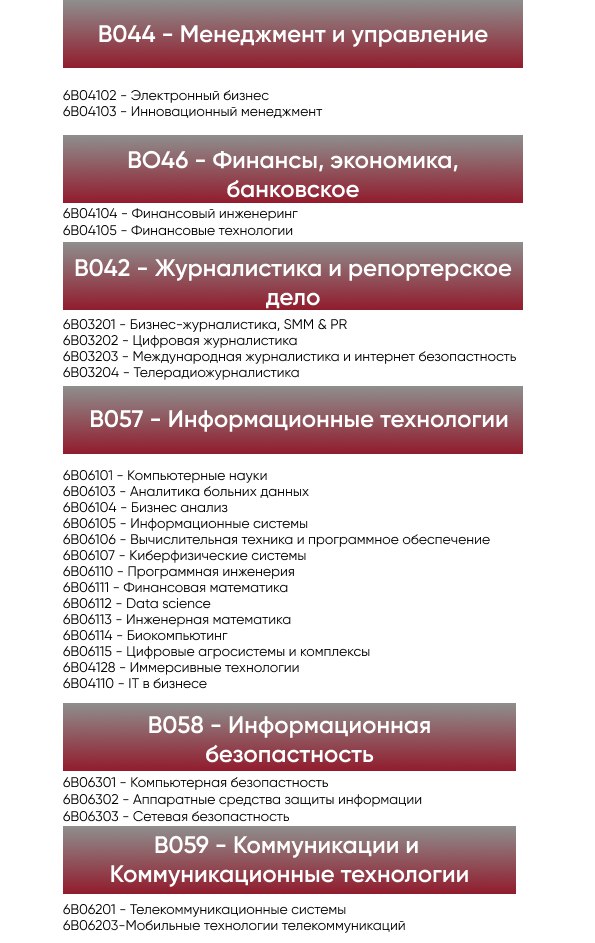 B044 - Менеджмент и управление
6B04102 - Электронный бизнес
6B04103 - Инновационный менеджмент
BO46 - Финансы, экономика,
банковское
6B04104 - Финансовый инженеринг
6B04105 - Финансовые технологии
B042 - Журналистика и репортерское
дело
6B03201 - Бизнес-журналистика, SMM & PR
6B03202 - Цифровая журналистика
6B03203 - Международная журналистика и интернет безопастность
6B03204 - Телерадиожурналистика
B057 - Информационные технологии
6B06101 - Компьютерные науки
6B06103 - Аналитика больних данных
6B06104 - Бизнес анализ
6B06105 - Информационные системы
6B06106 - Вычислительная техника и программное обеспечение
6B06107 - Киберфизические системы
6B06110 - Программная инженерия
6B06111 - Финансовая математика
6B06112 - Data science
6B06113 - Инженерная математика
6B06114 - Биокомпьютинг
6B06115 - Цифровые агросистемы и комплексы
6B04128 - Иммерсивные технологии
6B04110 - IT в бизнесе
B058 - Информационная
безопастность
6B06301 - Компьютерная безопастность
6B06302 - Аппаратные средства защиты информации
6B06303 - Сетевая безопастность
B059 - Коммуникации и
Коммуникационные технологии
6B06201 - Телекоммуникационные системы
6B06203-Мобильные технологии телекоммуникаций